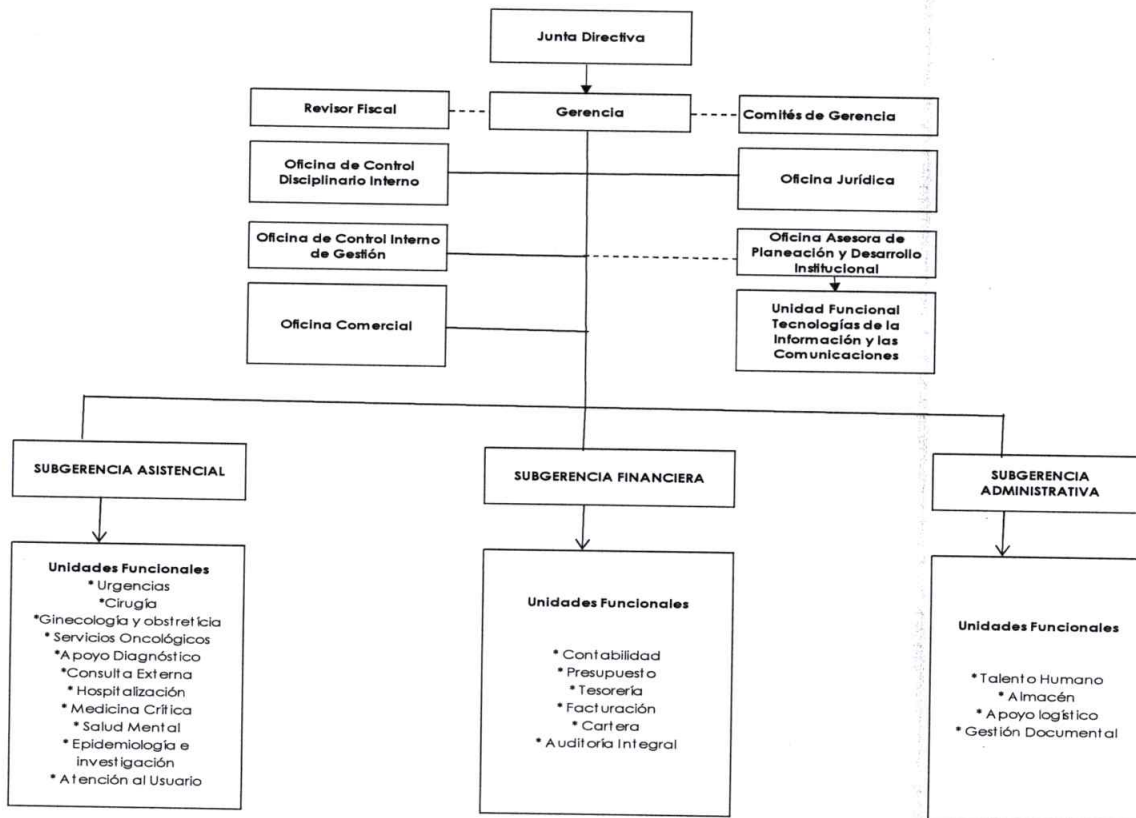 Junta Directiva
Revisor Fiscal
Gerencia
Comités de Gerencia
Oficina de Control
Disciplinario Interno
Oficina Jurídica
Oficina de Control Interno
de Gestión
Oficina Asesora de
Planeación y Desarrollo
Institucional
Oficina Comercial
Unidad Funcional
Tecnologías de la
Información y las
Comunicaciones
SUBGERENCIA ASISTENCIAL
SUBGERENCIA FINANCIERA
SUBGERENCIA
ADMINISTRATIVA
Unidades Funcionales
* Urgencias
*Cirugía
*Ginecología y obstreticia
* Servicios Oncológicos
*Apoyo Diagnóstico
*Consulta Externa
* Hospitalización
* Medicina Crítica
* Salud Mental
* Epidemiología e
investigación
* Atención al Usuario
Unidades Funcionales
* Contabilidad
* Presupuesto
* Tesorería
* Facturación
* Cartera
* Auditoría Integral
Unidades Funcionales
* Talento Humano
* Almacén
* Apoyo logístico
* Gestión Documental